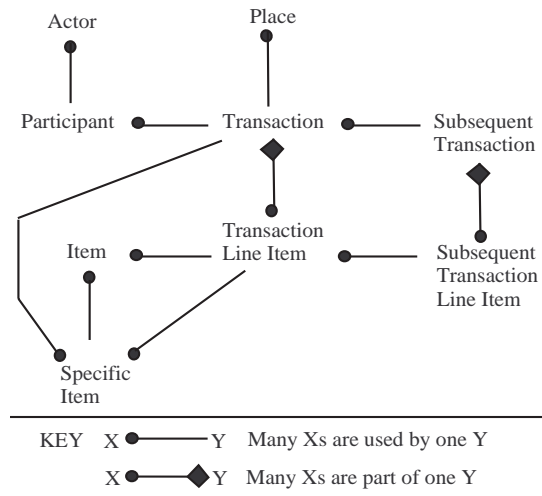 Actor
Place
Participant
Transaction
Subsequent
Transaction
Item
Transaction
Line Item
Subsequent
Transaction
Line Item
Specific
Item
KEY X Y Many Xs are used by one Y
X Y Many Xs are part of one Y